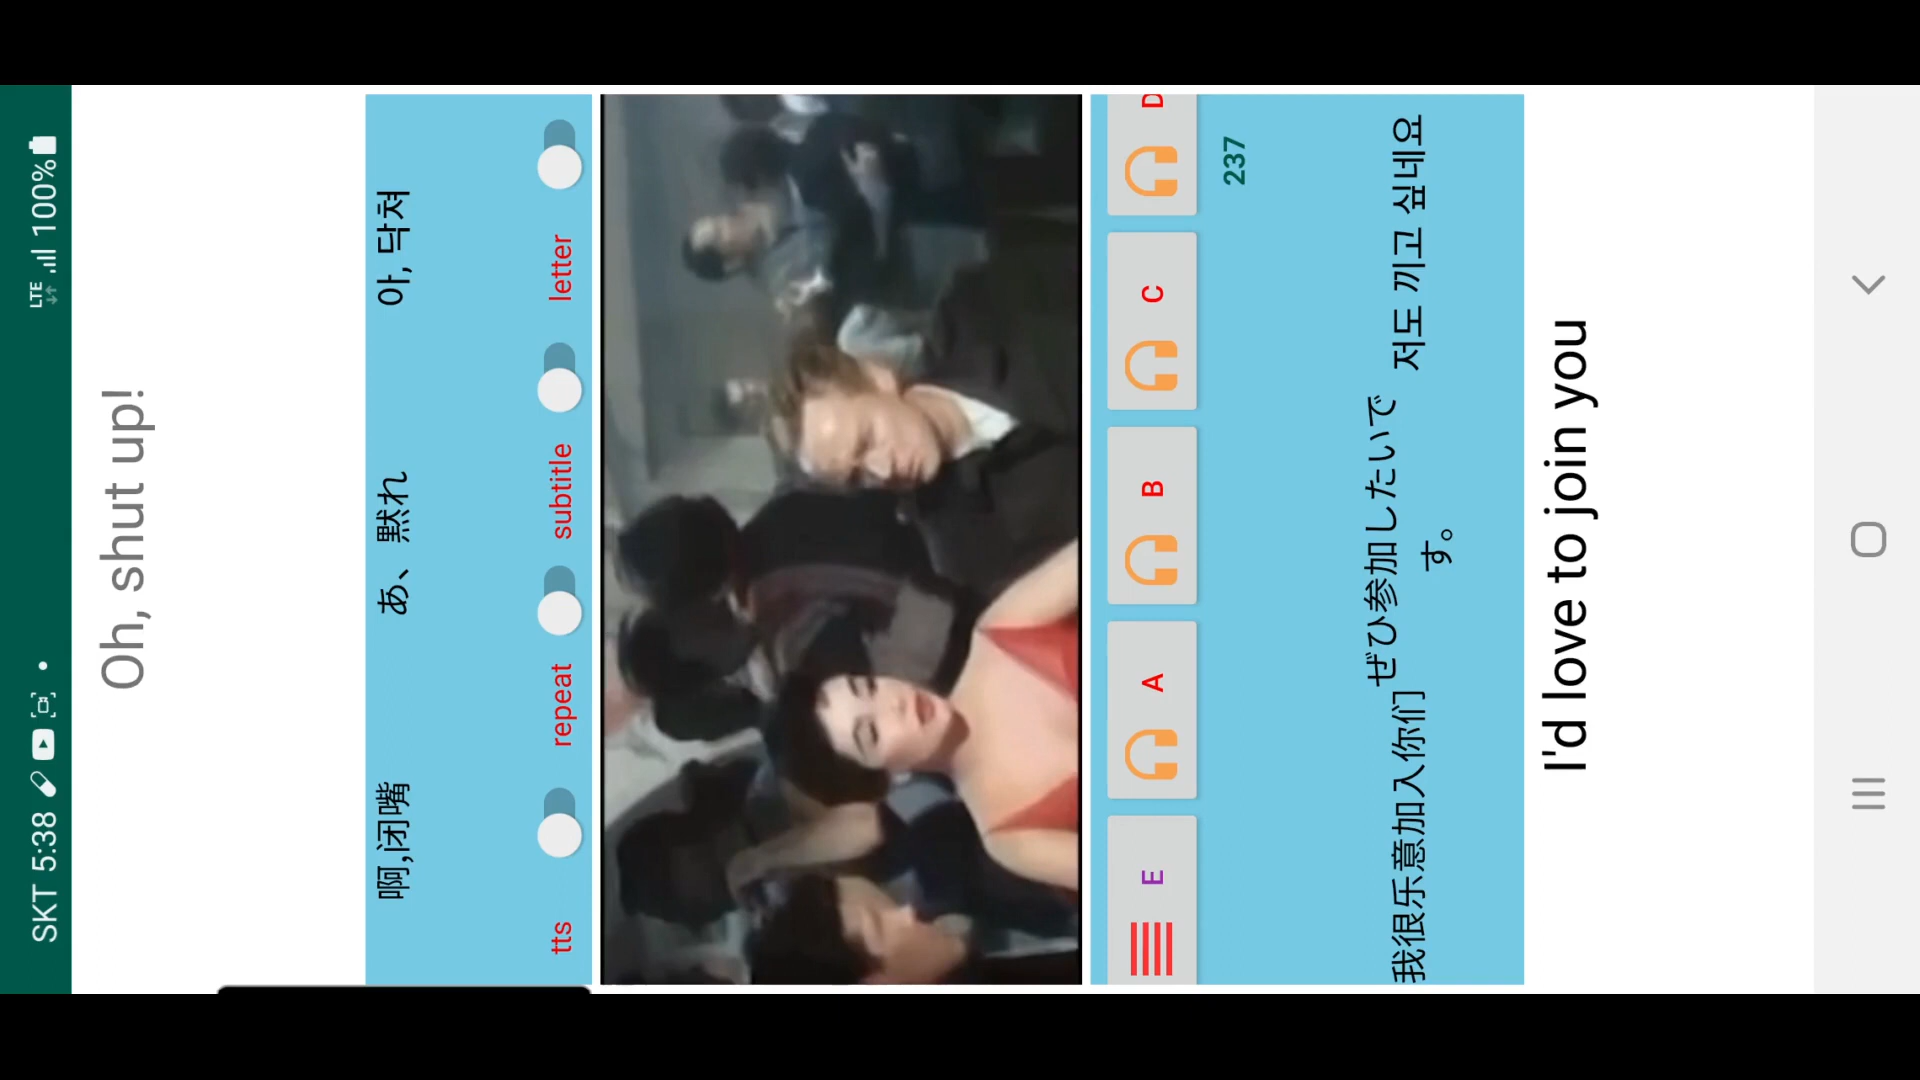 SKT 5:38 LTE 100%
Oh, shut up!
啊,闭嘴 あ、黙れ 아, 닥쳐
tts repeat subtitle letter
E A B C D
237
我很乐意加入你们 ぜひ参加したいで
す。 저도 끼고 싶네요
I'd love to join you